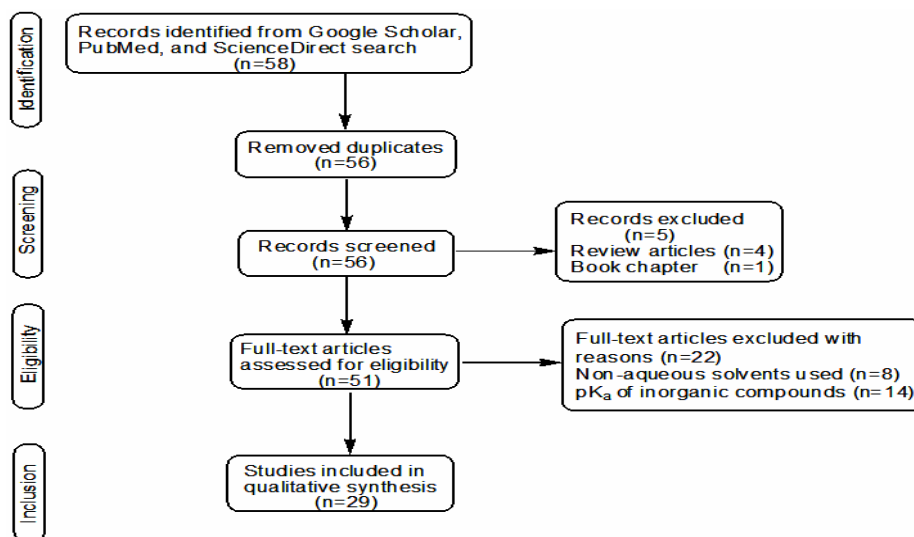 Identification
Records identified from Google Scholar,
PubMed, and ScienceDirect search
(n=58)
Removed duplicates
(n=56)
Screening
Records screened
(n=56)
Records excluded
(n=5)
Review articles (n=4)
Book chapter (n=1)
Eligibility
Full-text articles
assessed for eligibility
(n=51)
Full-text articles excluded with
reasons (n=22)
Non-aqueous solvents used (n=8)
pKₐ of inorganic compounds (n=14)
Inclusion
Studies included in
qualitative synthesis
(n=29)